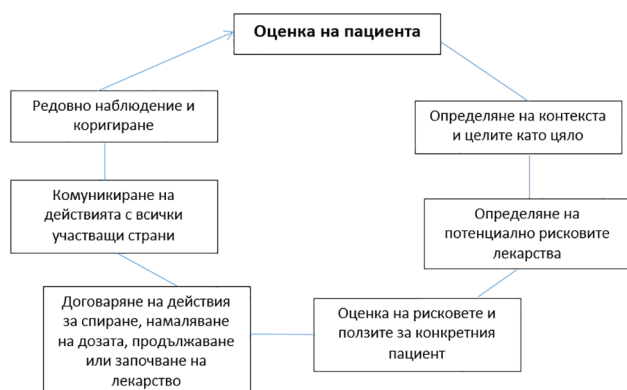 Оценка на пациента
Определяне на контекста
и целите като цяло
Определяне на
потенциално рисковите
лекарства
Оценка на рисковете и
ползите за конкретния
пациент
Договаряне на действия
за спиране, намаляване
на дозата, продължаване
или започване на
лекарство
Комуникиране на
действията с всички
участващи страни
Редовно наблюдение и
коригиране